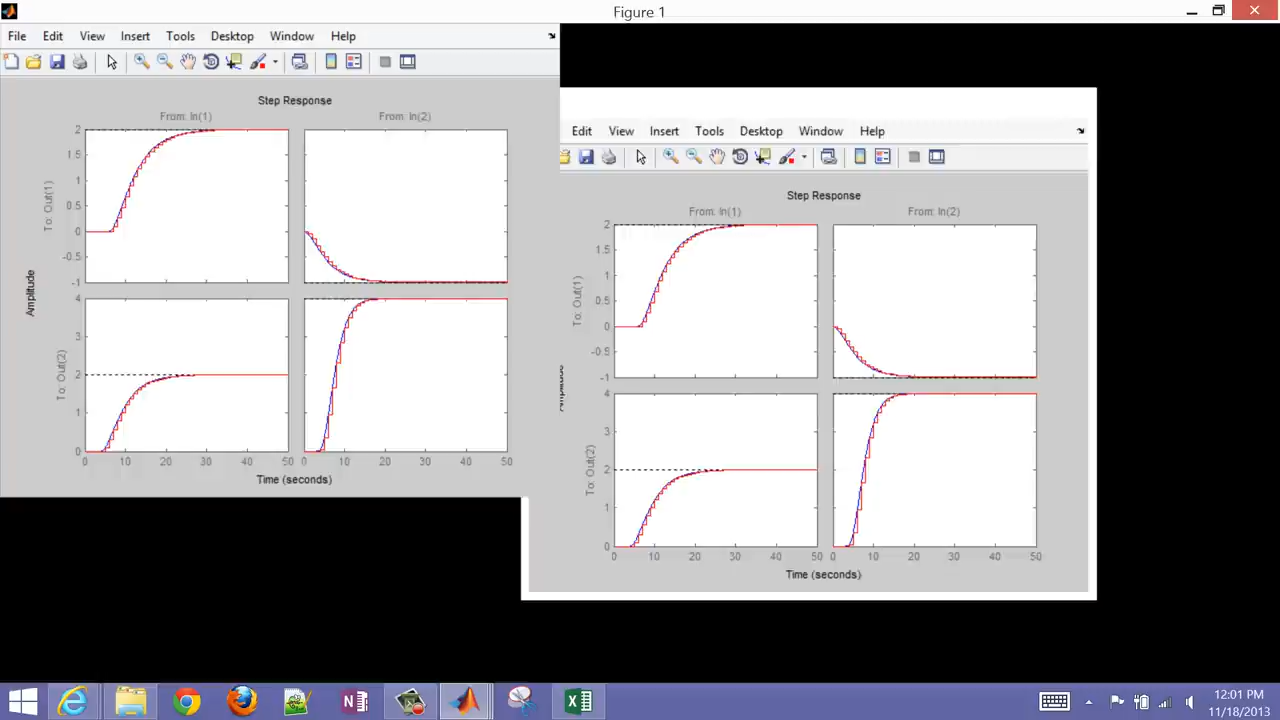 Figure 1
File Edit View Insert Tools Desktop Window Help
Step Response
From: In(1) From: In(2)
To: Out(1)
2
1.5
1
0.5
0
-0.5
-1
Amplitude
To: Out(2)
4
3
2
1
0
0 10 20 30 40 50 0 10 20 30 40 50
Time (seconds)
Edit View Insert Tools Desktop Window Help
Step Response
From: In(1) From: In(2)
To: Out(1)
2
1.5
1
0.5
0
-0.5
-1
Amplitude
To: Out(2)
4
3
2
1
0
0 10 20 30 40 50 0 10 20 30 40 50
Time (seconds)
12:01 PM
11/18/2013